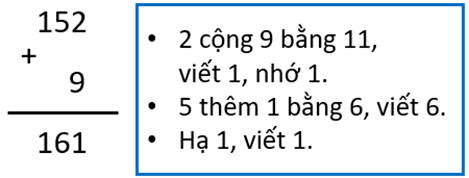 152
+
9
161
• 2 cộng 9 bằng 11,
viết 1, nhớ 1.
• 5 thêm 1 bằng 6, viết 6.
• Hạ 1, viết 1.